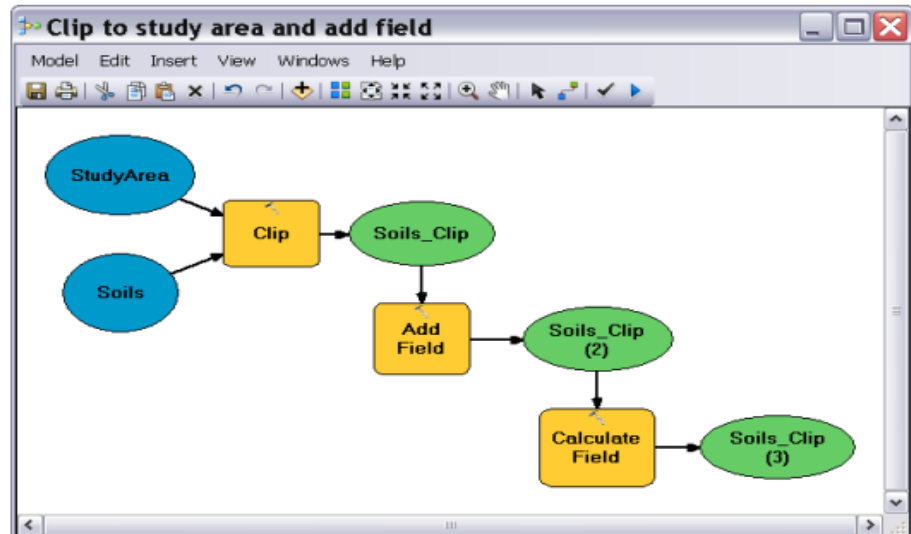 Clip to study area and add field
Model Edit Insert View Windows Help
StudyArea
Clip
Soils_Clip
Soils
Add
Field
Soils_Clip
(2)
Calculate
Field
Soils_Clip
(3)